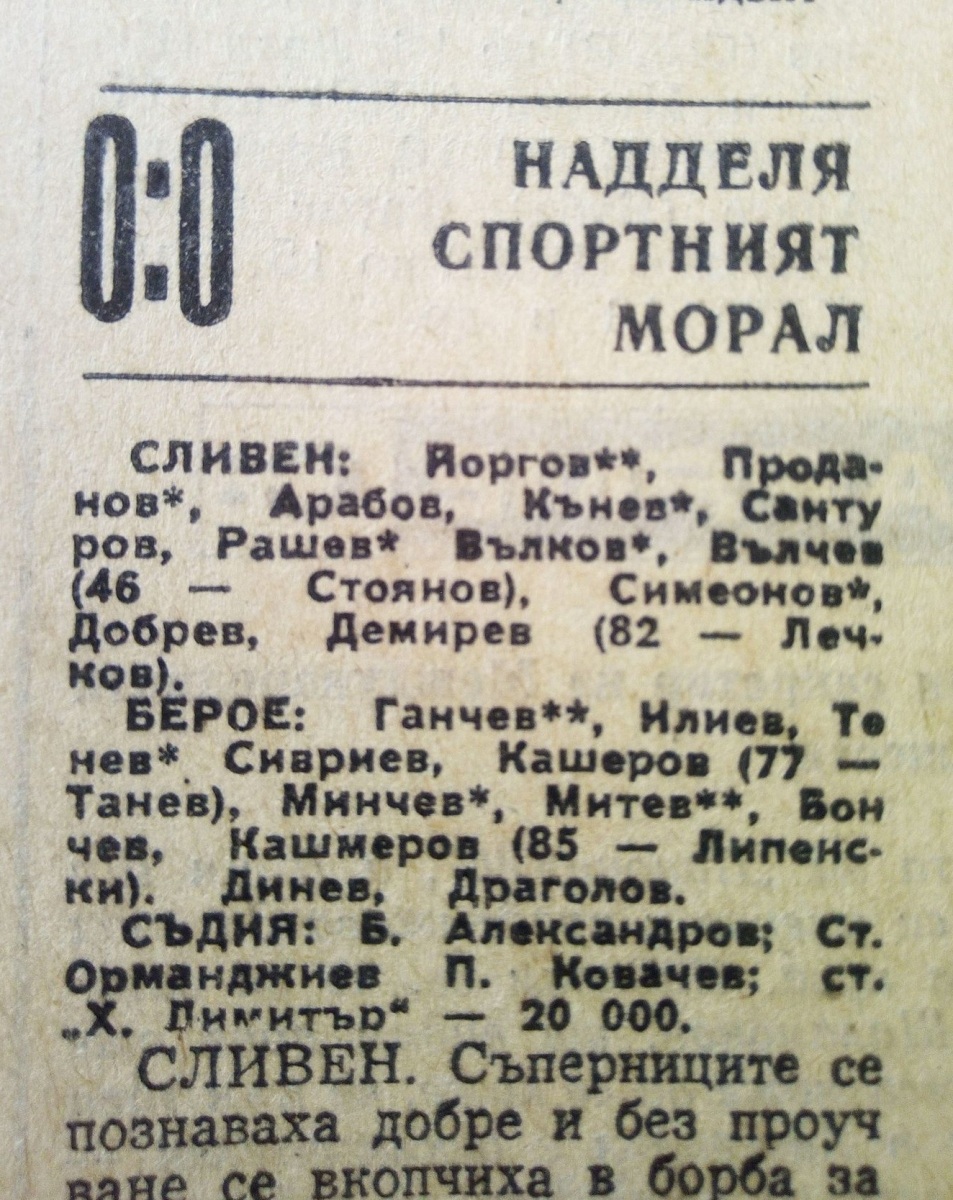 0:0
НАДДЕЛЯ
СПОРТНИЯТ
МОРАЛ
СЛИВЕН: Йоргов**, Прода-
нов*, Арабов, Кънев*, Санту
ров, Рашев* Вълков*, Вълчев
(46 — Стоянов), Симеонов*,
Добрев, Демирев (82 — Леч-
ков).
БЕРОЕ: Ганчев**, Илиев, Те
нев* Сивриев, Кашеров (77 —
Танев), Минчев*, Митев**, Бон
чев, Кашмеров (85 — Липенс-
ки). Динев, Драголов.
СЪДИЯ: Б. Александров; Ст.
Орманджиев П. Ковачев; ст.
„Х. Димитър“ — 20 000.
СЛИВЕН. Съперниците се
познаваха добре и без проуч
ване се вкопчиха в борба за